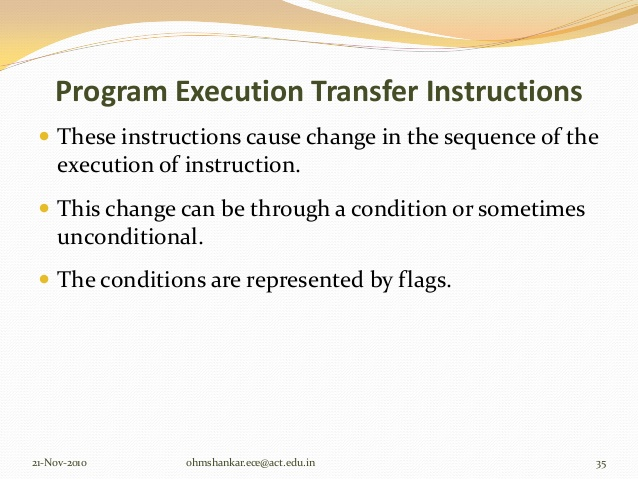 Program Execution Transfer Instructions
• These instructions cause change in the sequence of the
execution of instruction.
• This change can be through a condition or sometimes
unconditional.
• The conditions are represented by flags.
21-Nov-2010 ohmshankar.ece@act.edu.in 35